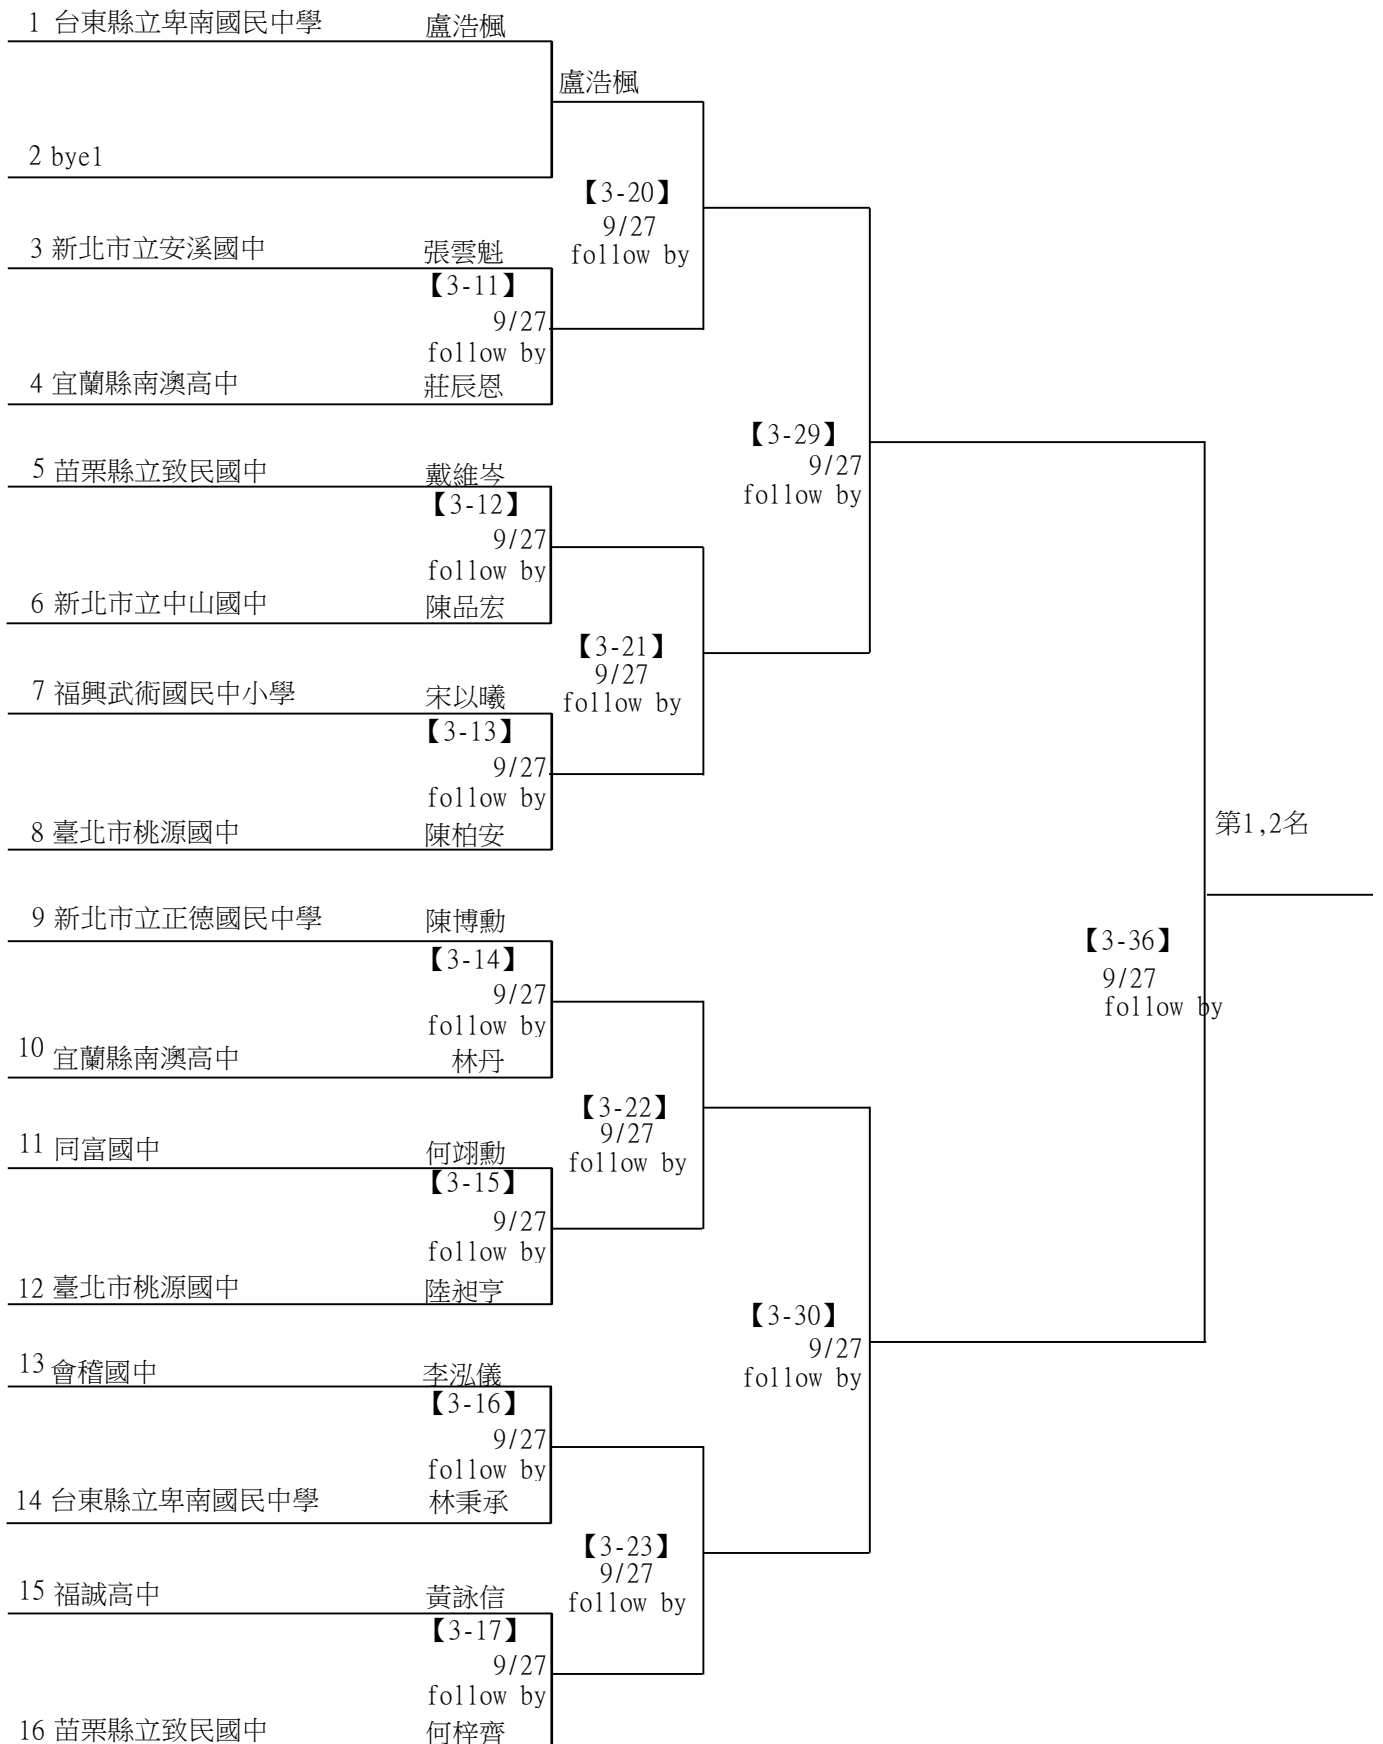 1 台東縣立卑南國民中學 盧浩楓
盧浩楓
2 bye1
【3-20】
9/27
follow by
3 新北市立安溪國中 張雲魁
【3-11】
9/27
follow by
4 宜蘭縣南澳高中 莊辰恩
【3-29】
9/27
follow by
5 苗栗縣立致民國中 戴維岑
【3-12】
9/27
follow by
6 新北市立中山國中 陳品宏
【3-21】
9/27
follow by
7 福興武術國民中小學 宋以曦
【3-13】
9/27
follow by
8 臺北市桃源國中 陳柏安
第1,2名
9 新北市立正德國民中學 陳博勳
【3-14】
9/27
follow by
【3-36】
9/27
follow by
10 宜蘭縣南澳高中 林丹
【3-22】
9/27
follow by
11 同富國中 何翊勳
【3-15】
9/27
follow by
12 臺北市桃源國中 陸昶亨
【3-30】
9/27
follow by
13 會稽國中 李泓儀
【3-16】
9/27
follow by
14 台東縣立卑南國民中學 林秉承
【3-23】
9/27
follow by
15 福誠高中 黃詠信
【3-17】
9/27
follow by
16 苗栗縣立致民國中 何梓齊